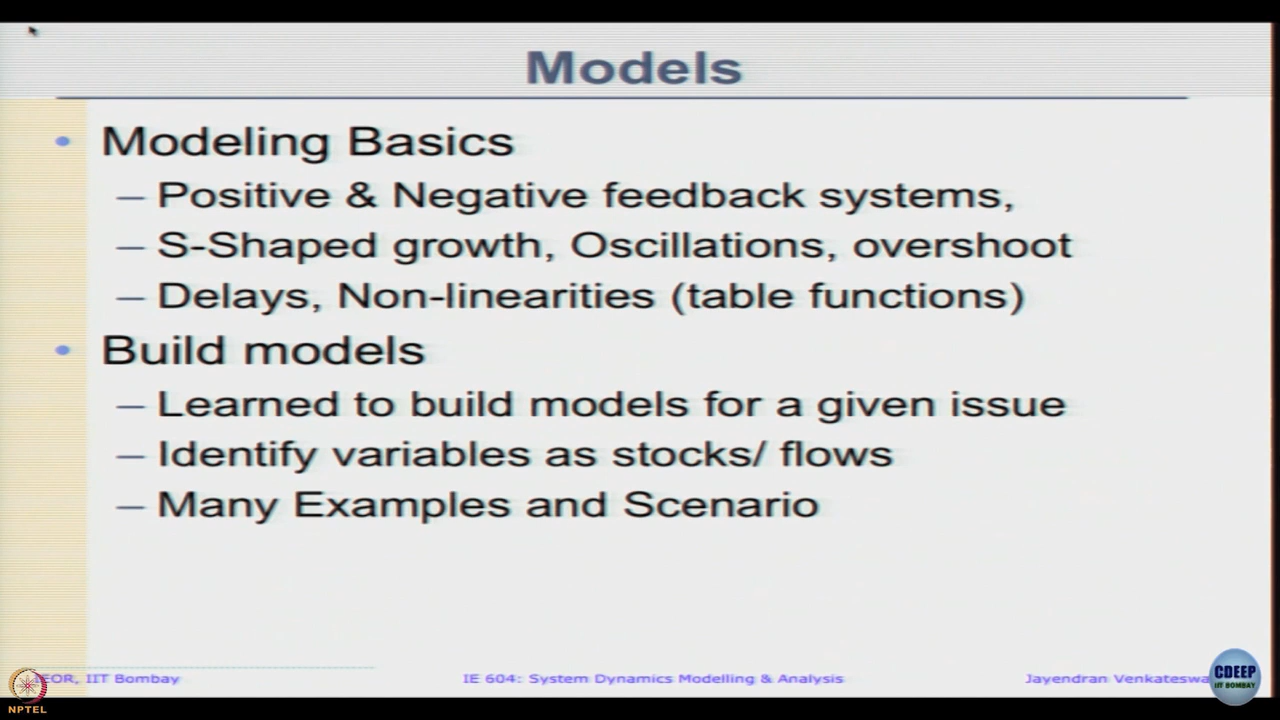 Models
• Modeling Basics
– Positive & Negative feedback systems,
– S-Shaped growth, Oscillations, overshoot
– Delays, Non-linearities (table functions)
• Build models
– Learned to build models for a given issue
– Identify variables as stocks/ flows
– Many Examples and Scenario
IEOR, IIT Bombay
IE 604: System Dynamics Modelling & Analysis
Jayendran Venkateswa
CDEEP
IIT BOMBAY
NPTEL